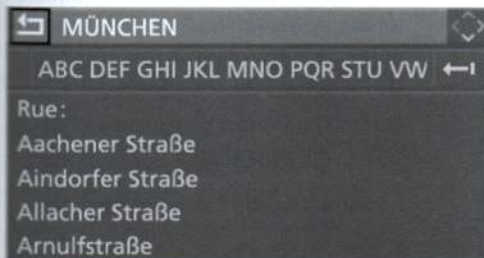 MÜNCHEN
ABC DEF GHI JKL MNO PQR STU VW
Rue:
Aachener Straße
Aindorfer Straße
Allacher Straße
Arnulfstraße